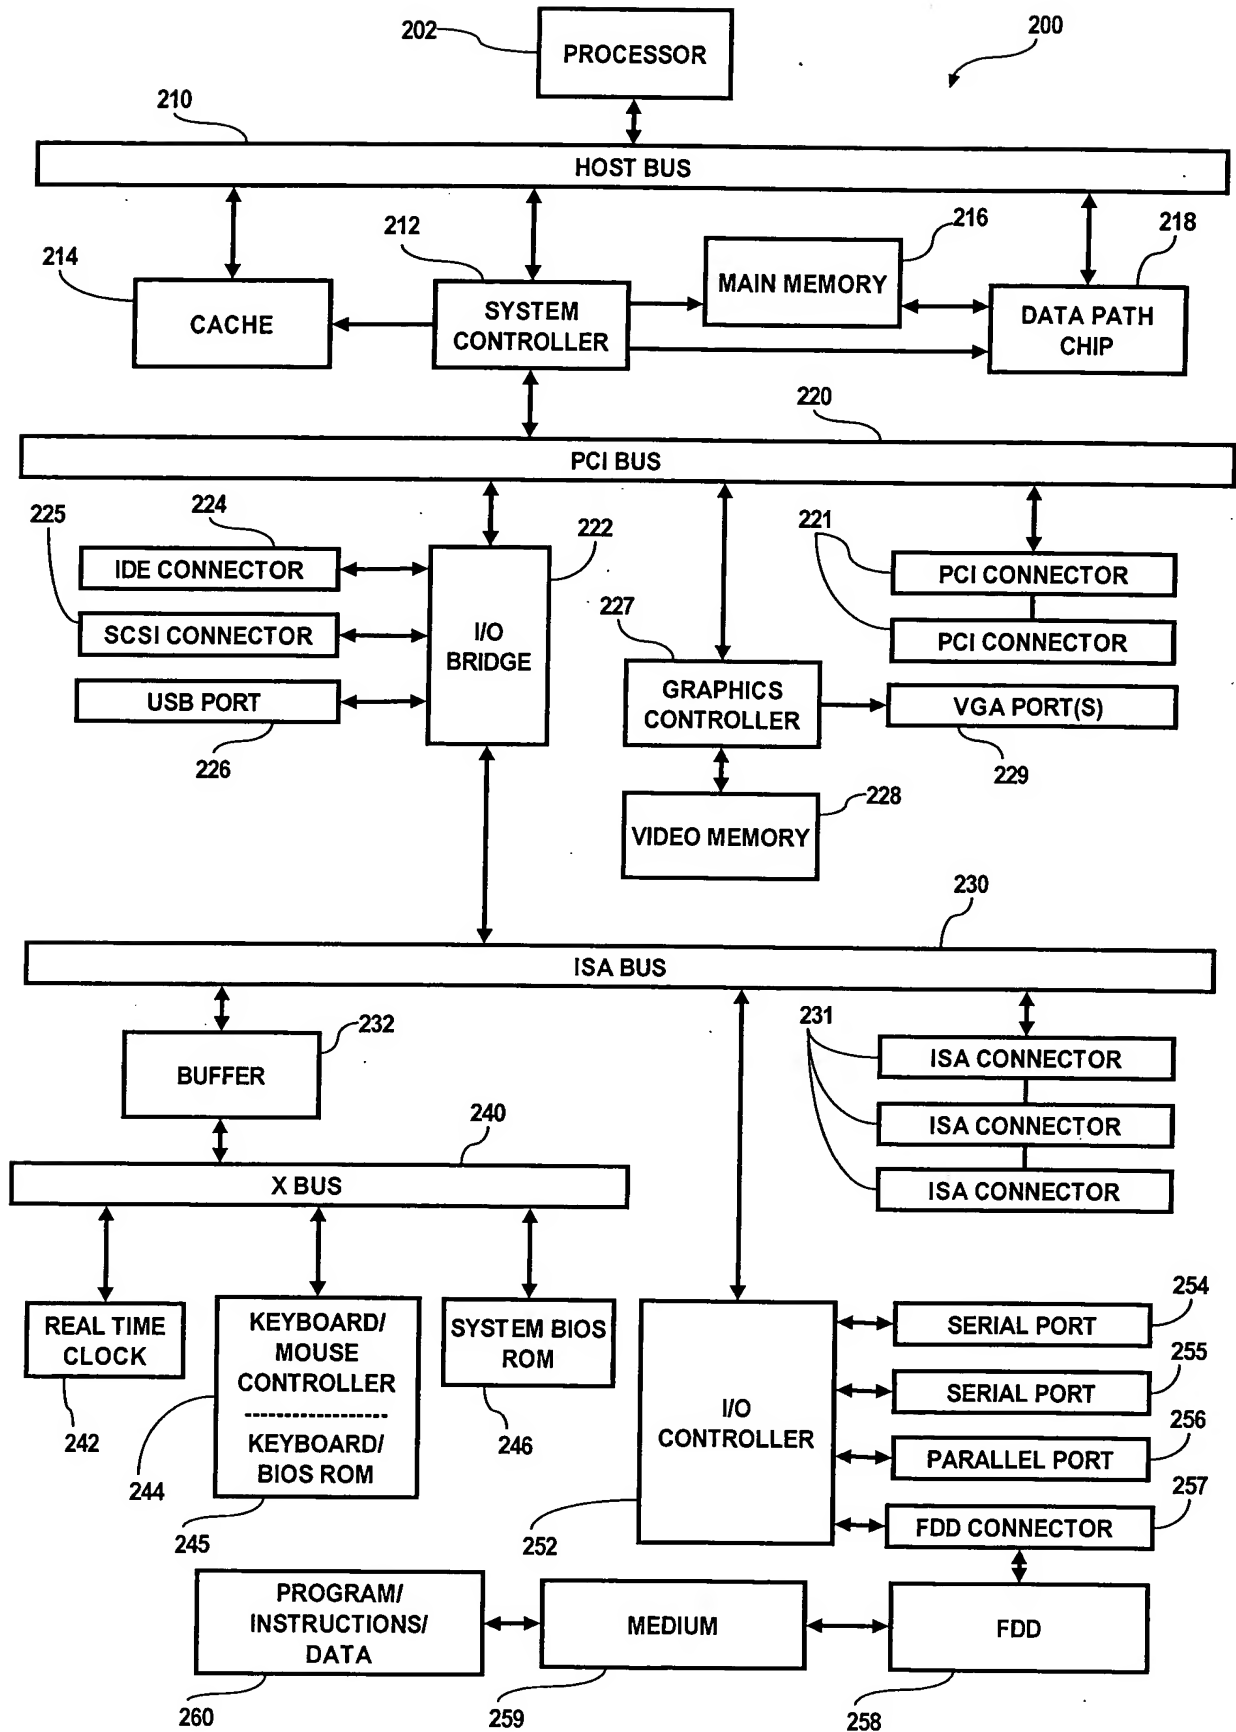 202
PROCESSOR
200
210
HOST BUS
214
212
216
218
CACHE
SYSTEM
CONTROLLER
MAIN MEMORY
DATA PATH
CHIP
220
PCI BUS
225
224
222
221
IDE CONNECTOR
SCSI CONNECTOR
USB PORT
226
I/O
BRIDGE
227
GRAPHICS
CONTROLLER
PCI CONNECTOR
PCI CONNECTOR
VGA PORT(S)
229
228
VIDEO MEMORY
230
ISA BUS
232
BUFFER
231
ISA CONNECTOR
ISA CONNECTOR
ISA CONNECTOR
240
X BUS
REAL TIME
CLOCK
242
KEYBOARD/
MOUSE
CONTROLLER
KEYBOARD/
BIOS ROM
244
245
SYSTEM BIOS
ROM
246
I/O
CONTROLLER
252
254
SERIAL PORT
255
SERIAL PORT
256
PARALLEL PORT
257
FDD CONNECTOR
PROGRAM/
INSTRUCTIONS/
DATA
MEDIUM
FDD
260
259
258